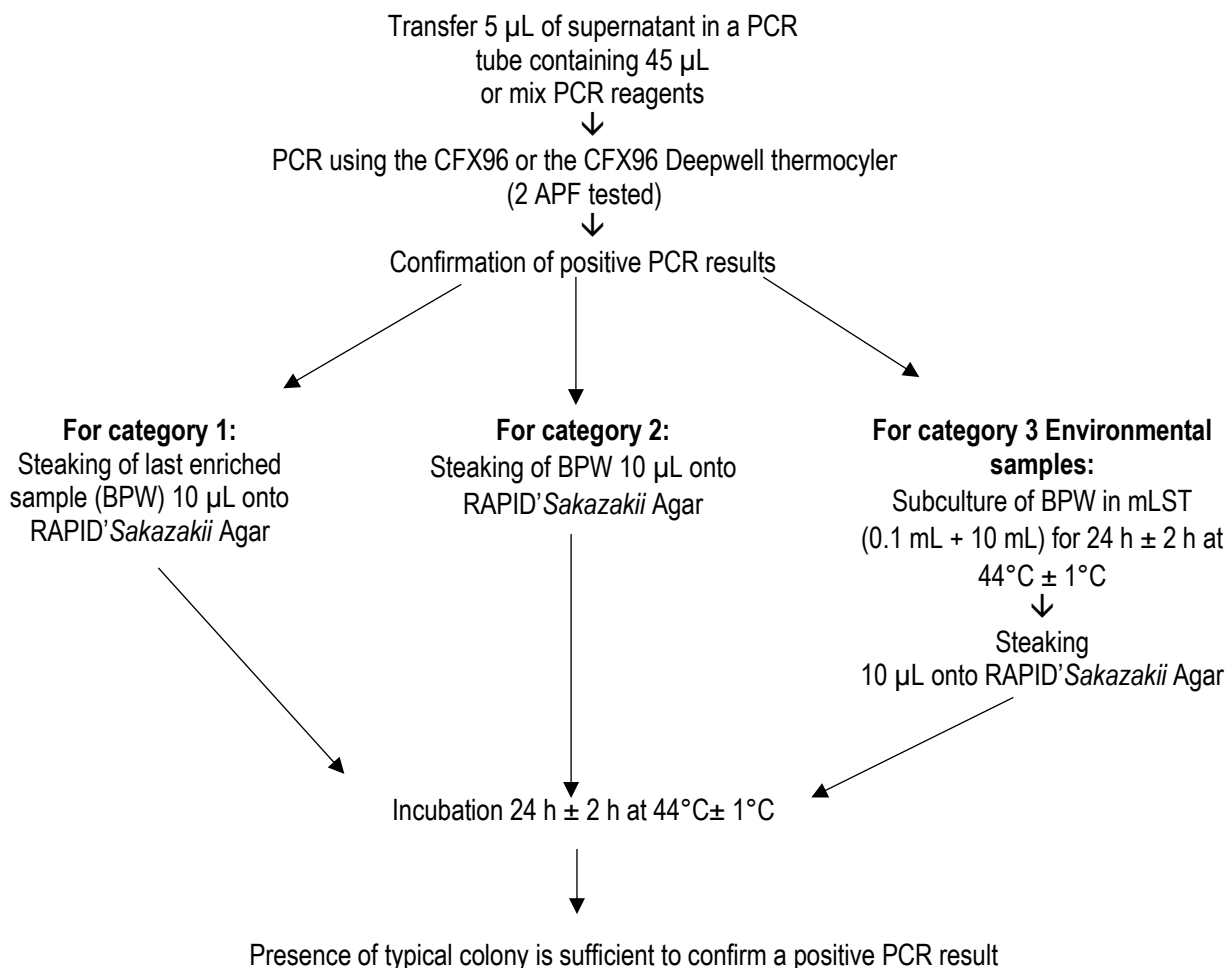 Transfer 5 µL of supernatant in a PCR
tube containing 45 µL
or mix PCR reagents
PCR using the CFX96 or the CFX96 Deepwell thermocyler
(2 APF tested)
Confirmation of positive PCR results
For category 1:
Steaking of last enriched
sample (BPW) 10 µL onto
RAPID’Sakazakii Agar
For category 2:
Steaking of BPW 10 µL onto
RAPID’Sakazakii Agar
For category 3 Environmental
samples:
Subculture of BPW in mLST
(0.1 mL + 10 mL) for 24 h ± 2 h at
44°C ± 1°C
Steaking
10 µL onto RAPID’Sakazakii Agar
Incubation 24 h ± 2 h at 44°C± 1°C
Presence of typical colony is sufficient to confirm a positive PCR result